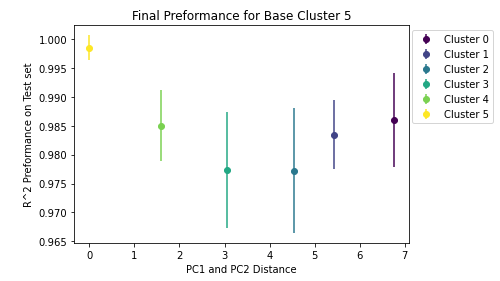 Final Preformance for Base Cluster 5
R^2 Preformance on Test set
1.000
0.995
0.990
0.985
0.980
0.975
0.970
0.965
0 1 2 3 4 5 6 7
PC1 and PC2 Distance
Cluster 0
Cluster 1
Cluster 2
Cluster 3
Cluster 4
Cluster 5